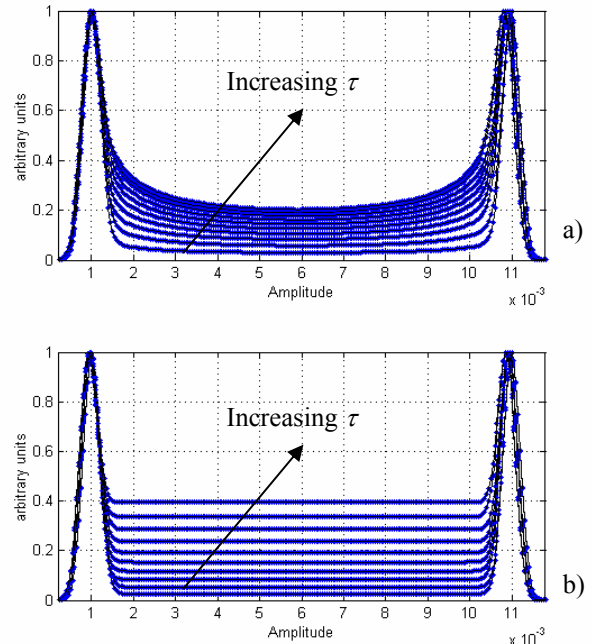 1
0.8
0.6
0.4
0.2
0
arbitrary units
Increasing τ
1 2 3 4 5 6 7 8 9 10 11
Amplitude
x 10⁻³
a)
1
0.8
0.6
0.4
0.2
0
arbitrary units
Increasing τ
1 2 3 4 5 6 7 8 9 10 11
Amplitude
x 10⁻³
b)